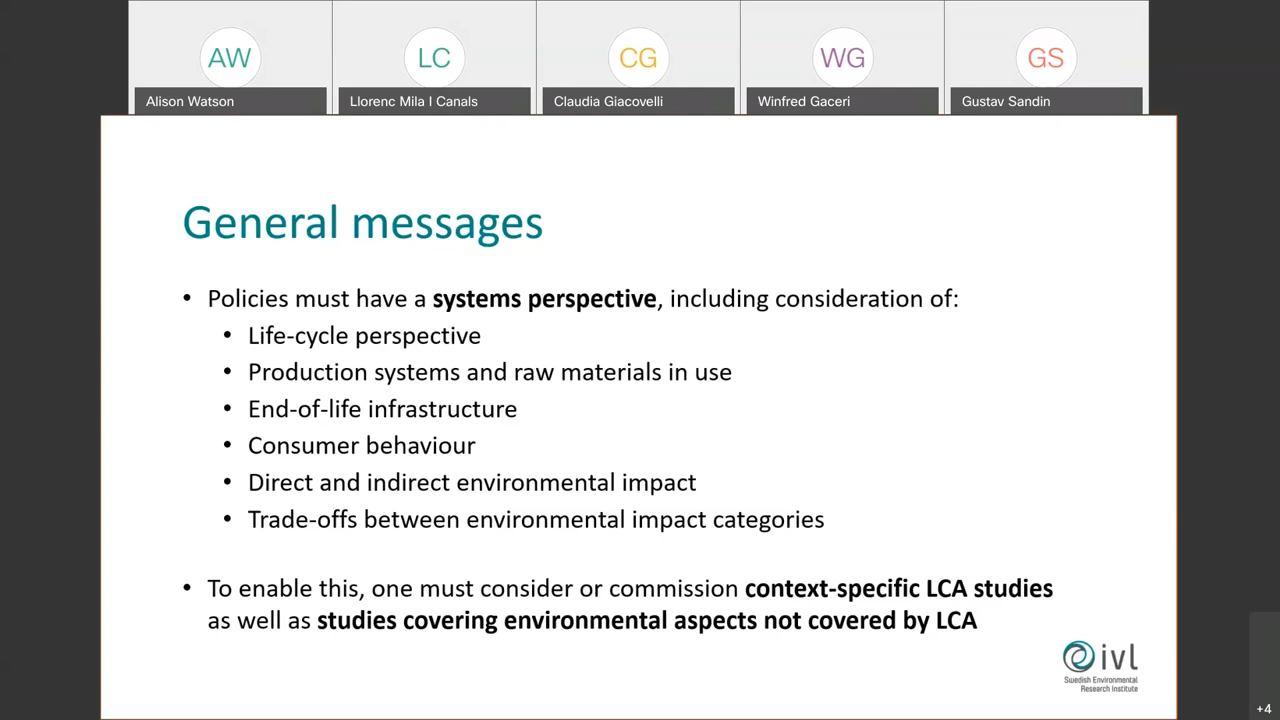 AW
LC
CG
WG
GS
Alison Watson
Llorenc Mila I Canals
Claudia Giacovelli
Winfred Gaceri
Gustav Sandin
General messages
• Policies must have a systems perspective, including consideration of:
• Life-cycle perspective
• Production systems and raw materials in use
• End-of-life infrastructure
• Consumer behaviour
• Direct and indirect environmental impact
• Trade-offs between environmental impact categories
• To enable this, one must consider or commission context-specific LCA studies
as well as studies covering environmental aspects not covered by LCA
ivl
Swedish Environmental
Research Institute
+4